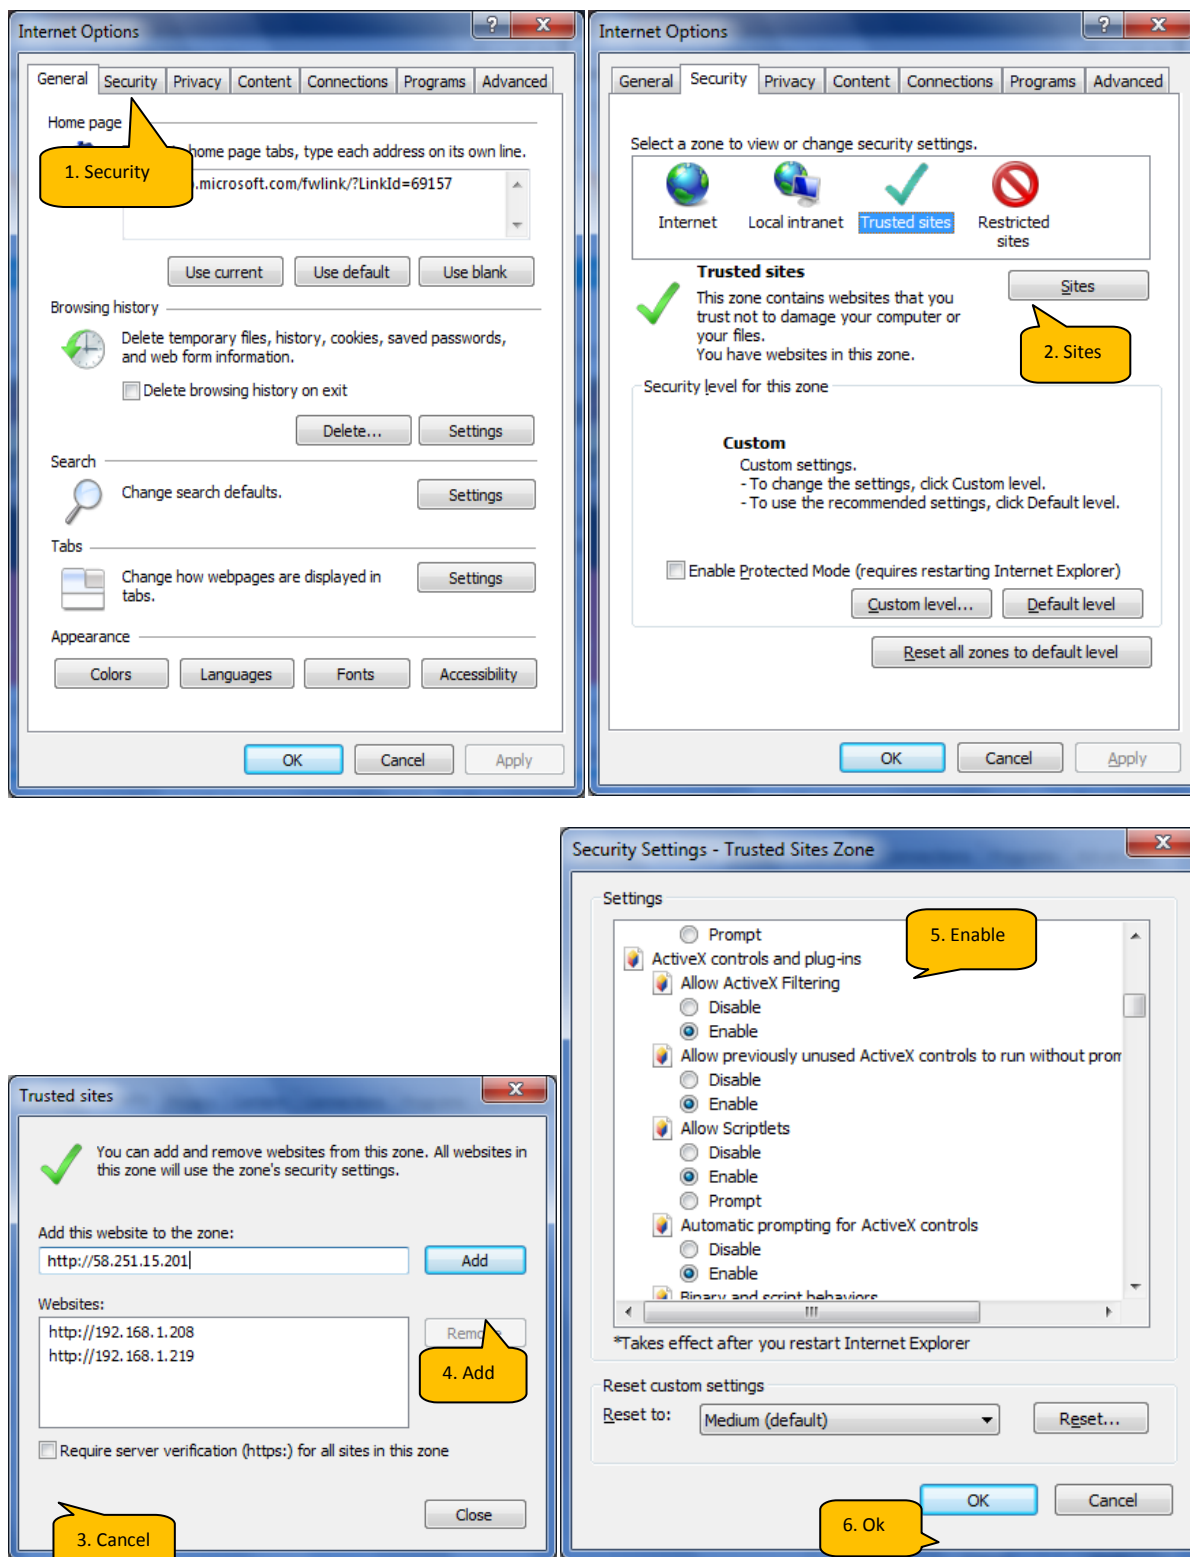 Internet Options
General Security Privacy Content Connections Programs Advanced
Home page
home page tabs, type each address on its own line.
1. Security
.microsoft.com/fwlink/?LinkId=69157
Use current Use default Use blank
Browsing history
Delete temporary files, history, cookies, saved passwords,
and web form information.
Delete browsing history on exit
Delete... Settings
Search
Change search defaults. Settings
Tabs
Change how webpages are displayed in
tabs.
Settings
Appearance
Colors Languages Fonts Accessibility
OK Cancel Apply
Internet Options
General Security Privacy Content Connections Programs Advanced
Select a zone to view or change security settings.
Internet Local intranet Trusted sites Restricted
sites
Trusted sites
Sites
This zone contains websites that you
trust not to damage your computer or
your files.
You have websites in this zone.
2. Sites
Security level for this zone
Custom
Custom settings.
- To change the settings, click Custom level.
- To use the recommended settings, click Default level.
Enable Protected Mode (requires restarting Internet Explorer)
Custom level... Default level
Reset all zones to default level
OK Cancel Apply
Trusted sites
You can add and remove websites from this zone. All websites in
this zone will use the zone's security settings.
Add this website to the zone:
http://58.251.15.201 Add
Websites:
http://192.168.1.208
http://192.168.1.219
4. Add
Require server verification (https:) for all sites in this zone
Close
3. Cancel
Security Settings - Trusted Sites Zone
Settings
Prompt
5. Enable
ActiveX controls and plug-ins
Allow ActiveX Filtering
Disable
Enable
Allow previously unused ActiveX controls to run without prom
Disable
Enable
Allow Scriptlets
Disable
Enable
Prompt
Automatic prompting for ActiveX controls
Disable
Enable
Binary and script behaviors
*Takes effect after you restart Internet Explorer
Reset custom settings
Reset to: Medium (default) Reset...
OK Cancel
6. Ok